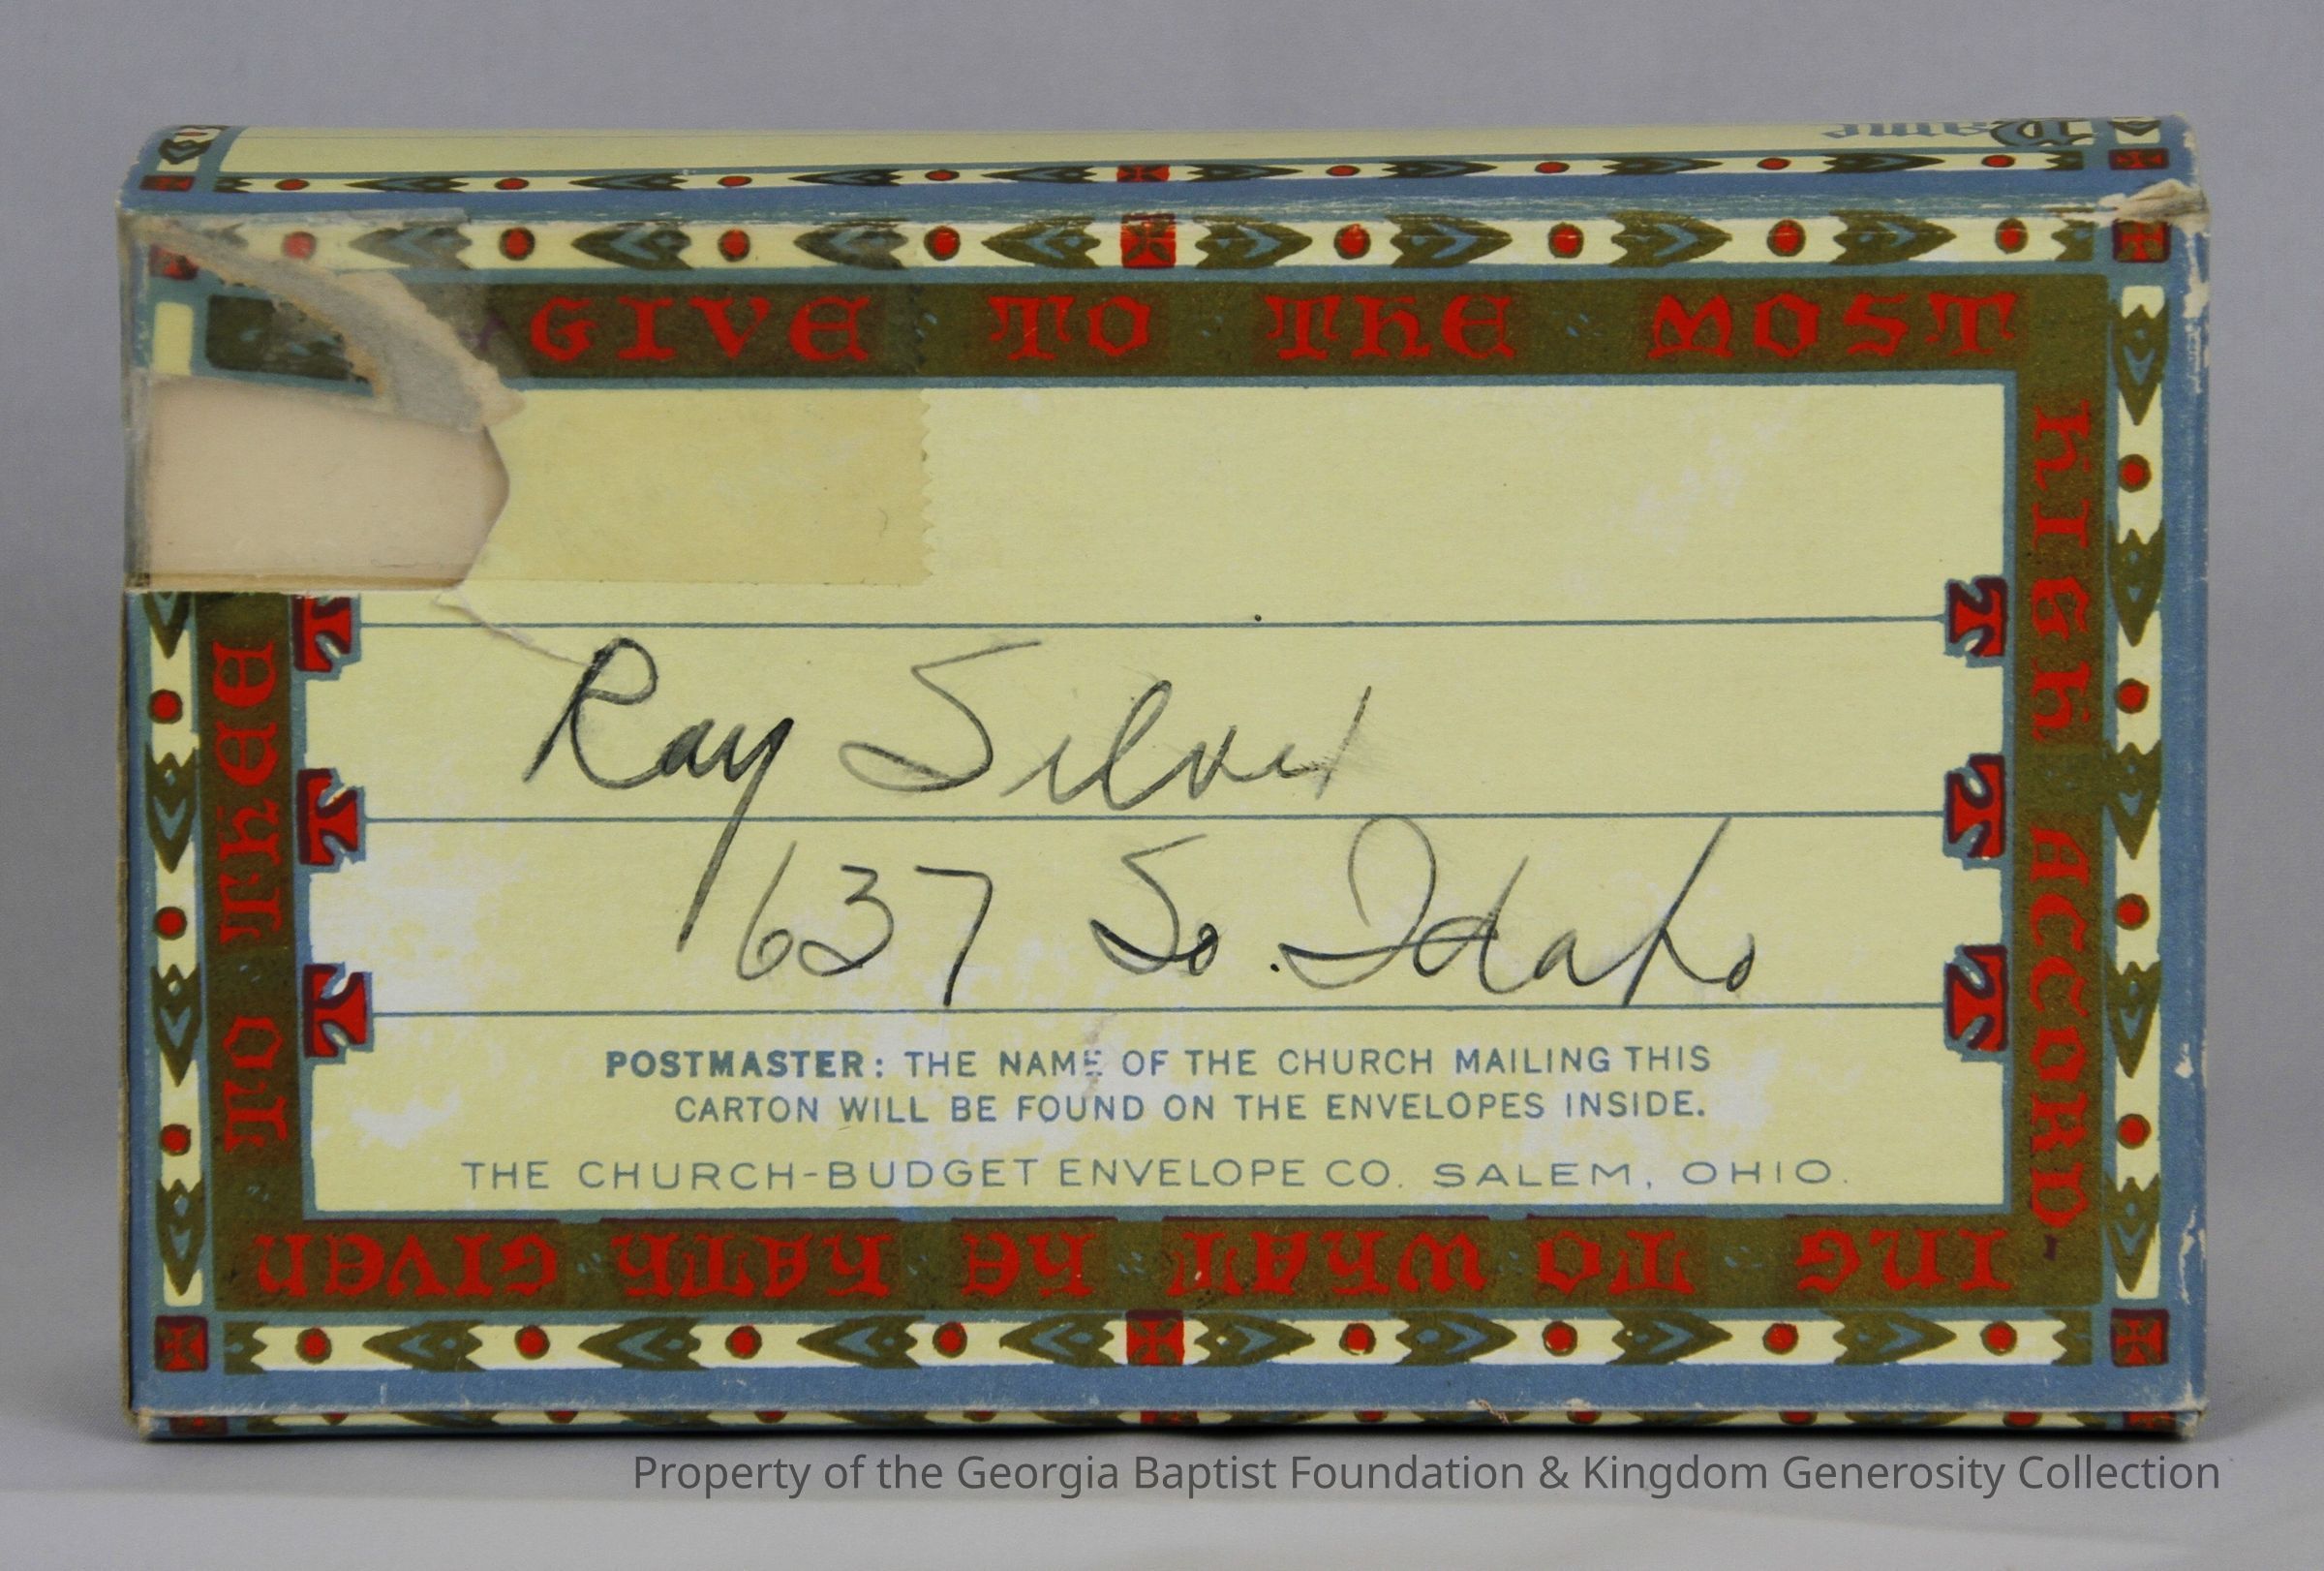 Name
GIVE TO THE MOST
HIGH ACCORD-
ING TO WHAT HE HATH GIVEN
TO THEE
Ray Silver
637 So. Idaho
POSTMASTER: THE NAME OF THE CHURCH MAILING THIS
CARTON WILL BE FOUND ON THE ENVELOPES INSIDE.
THE CHURCH-BUDGET ENVELOPE CO. SALEM, OHIO.
Property of the Georgia Baptist Foundation & Kingdom Generosity Collection